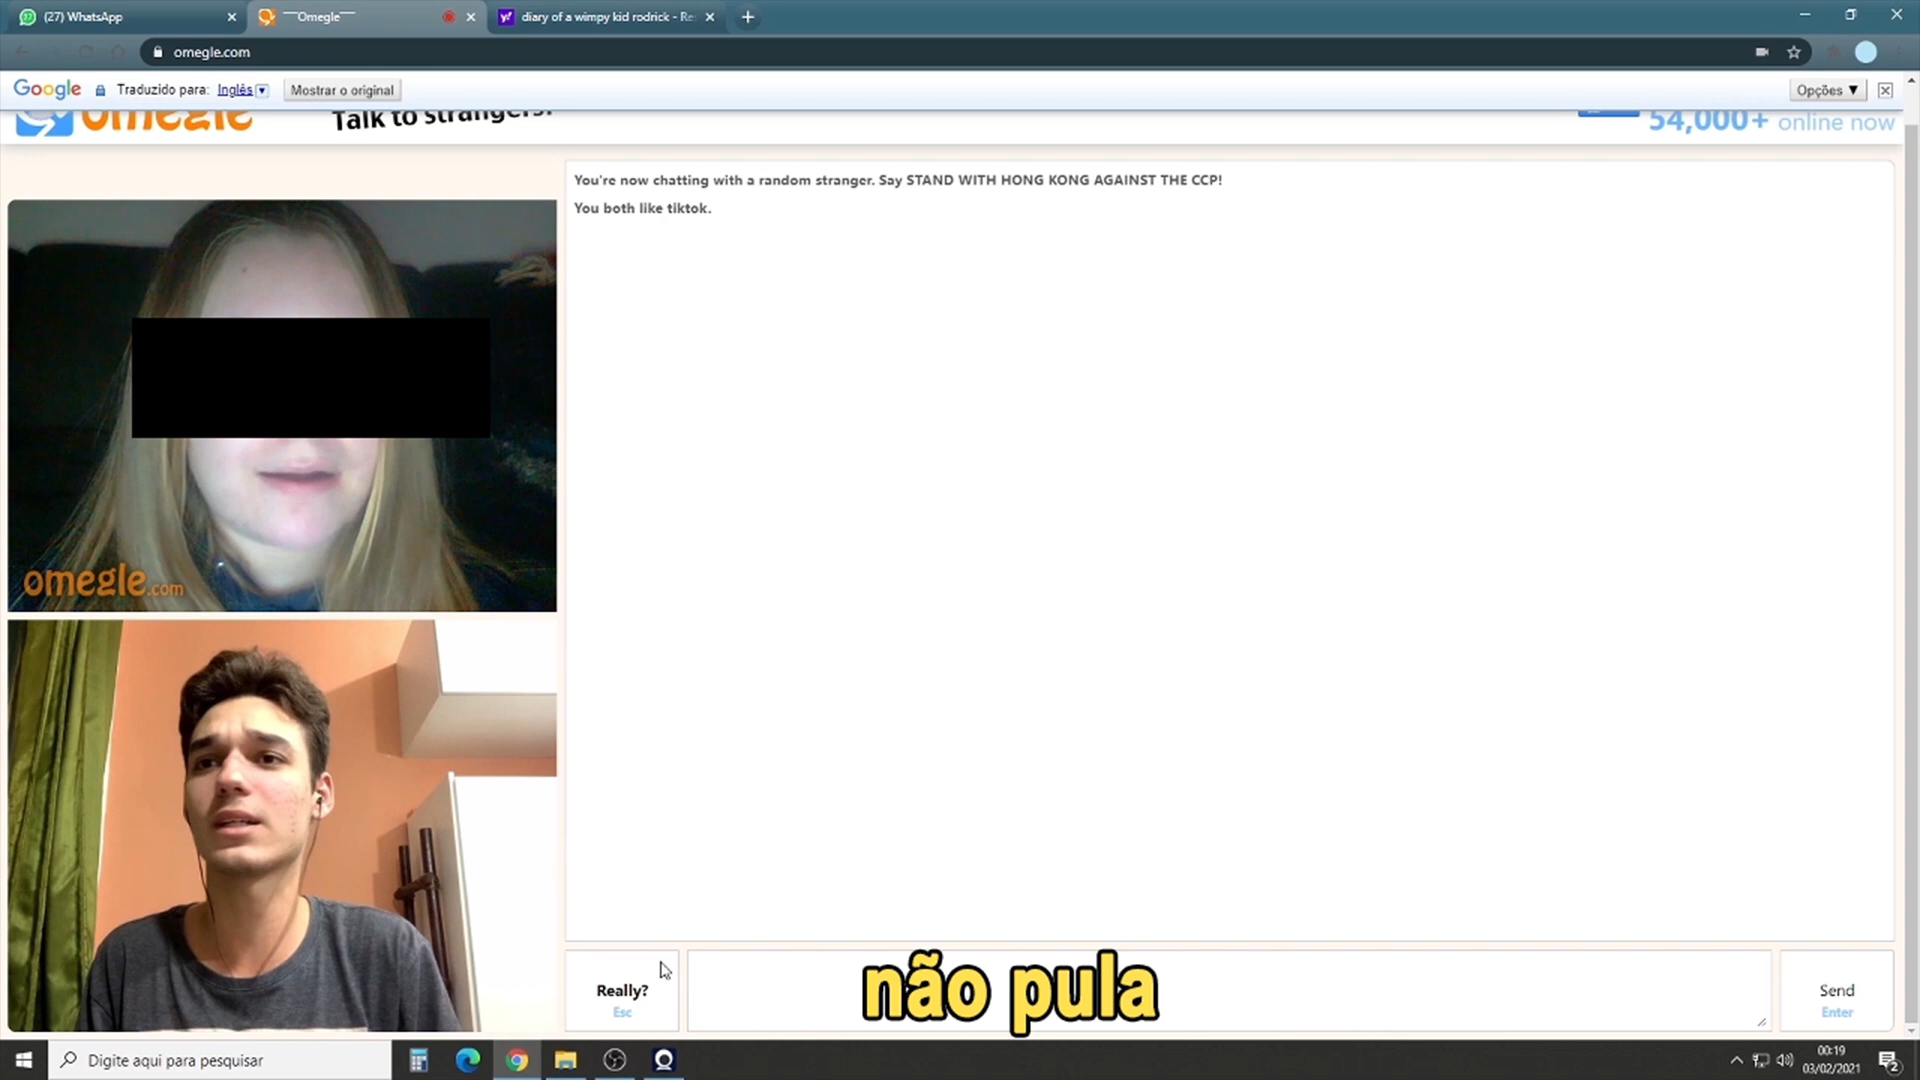 (27) WhatsApp
Omegle
diary of a wimpy kid rodrick - Re
omegle.com
Google
Traduzido para: Inglês
Mostrar o original
Opções ▼
omegle
Talk to strangers!
54,000+ online now
You're now chatting with a random stranger. Say STAND WITH HONG KONG AGAINST THE CCP!
You both like tiktok.
omegle.com
Really?
Esc
não pula
Send
Enter
Digite aqui para pesquisar
00:19
03/02/2021
2